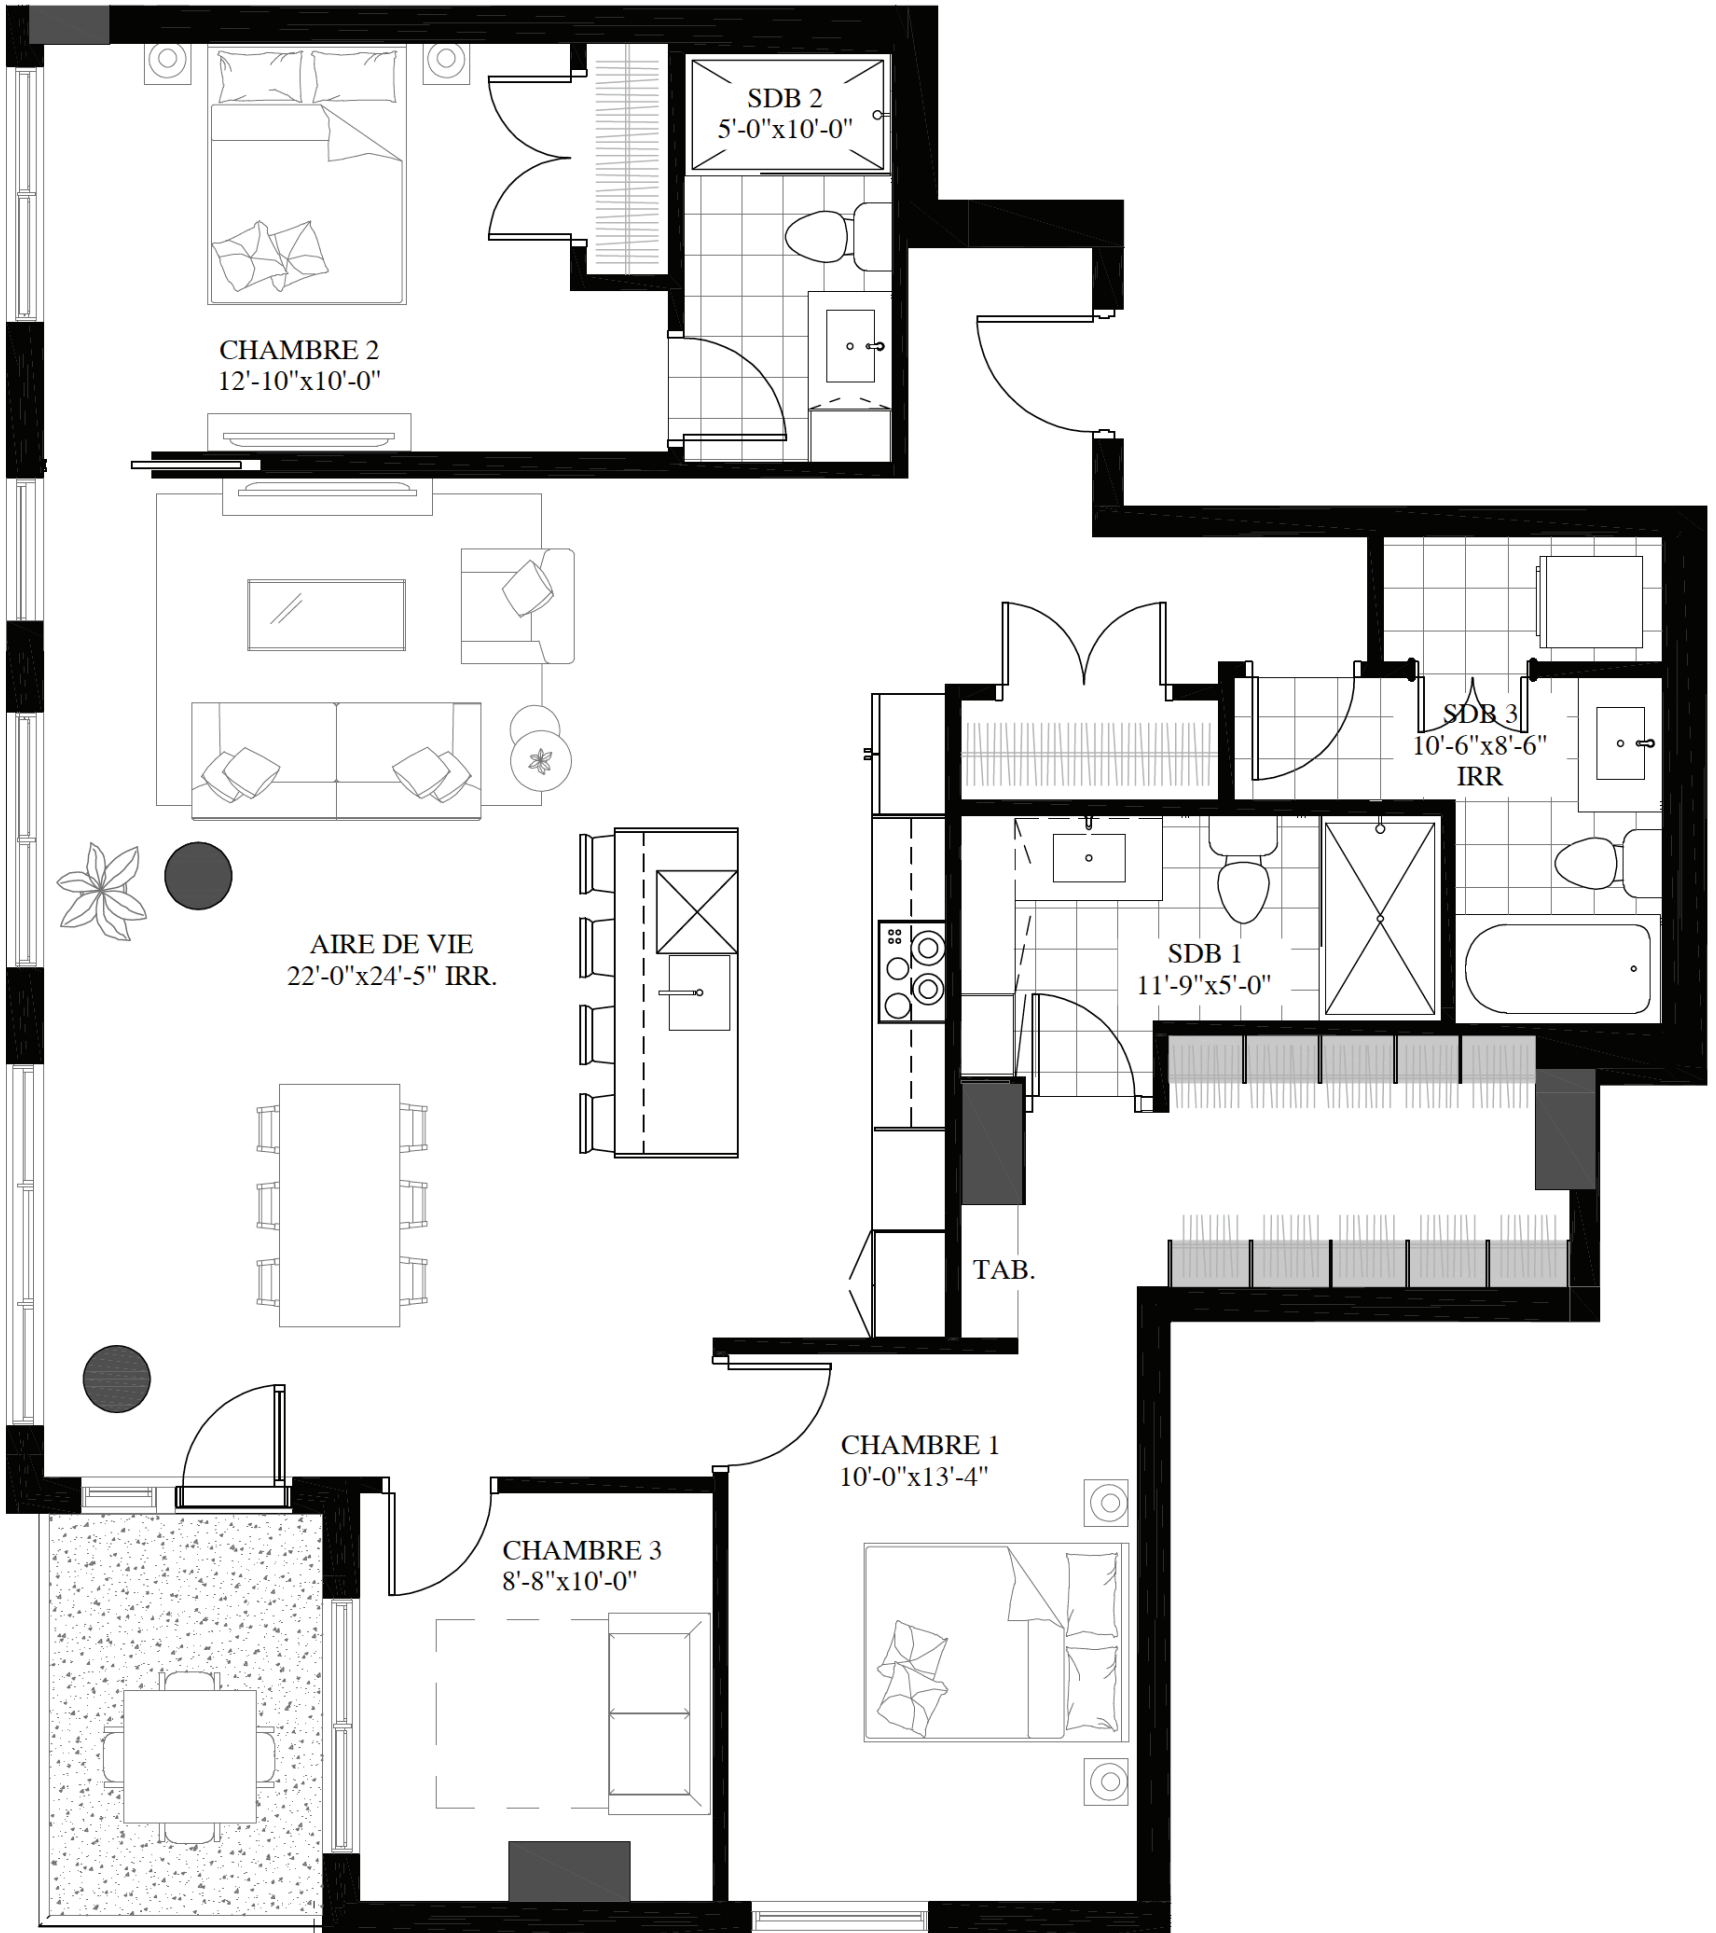 SDB 2
5'-0"x10'-0"
CHAMBRE 2
12'-10"x10'-0"
SDB 3
10'-6"x8'-6"
IRR
AIRE DE VIE
22'-0"x24'-5" IRR.
SDB 1
11'-9"x5'-0"
TAB.
CHAMBRE 1
10'-0"x13'-4"
CHAMBRE 3
8'-8"x10'-0"